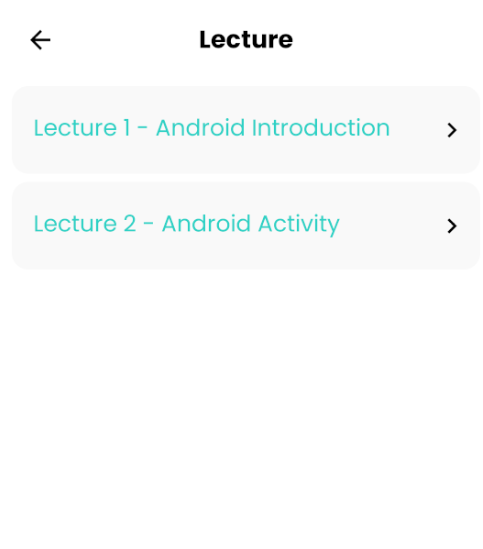 Lecture
Lecture 1 - Android Introduction
Lecture 2 - Android Activity